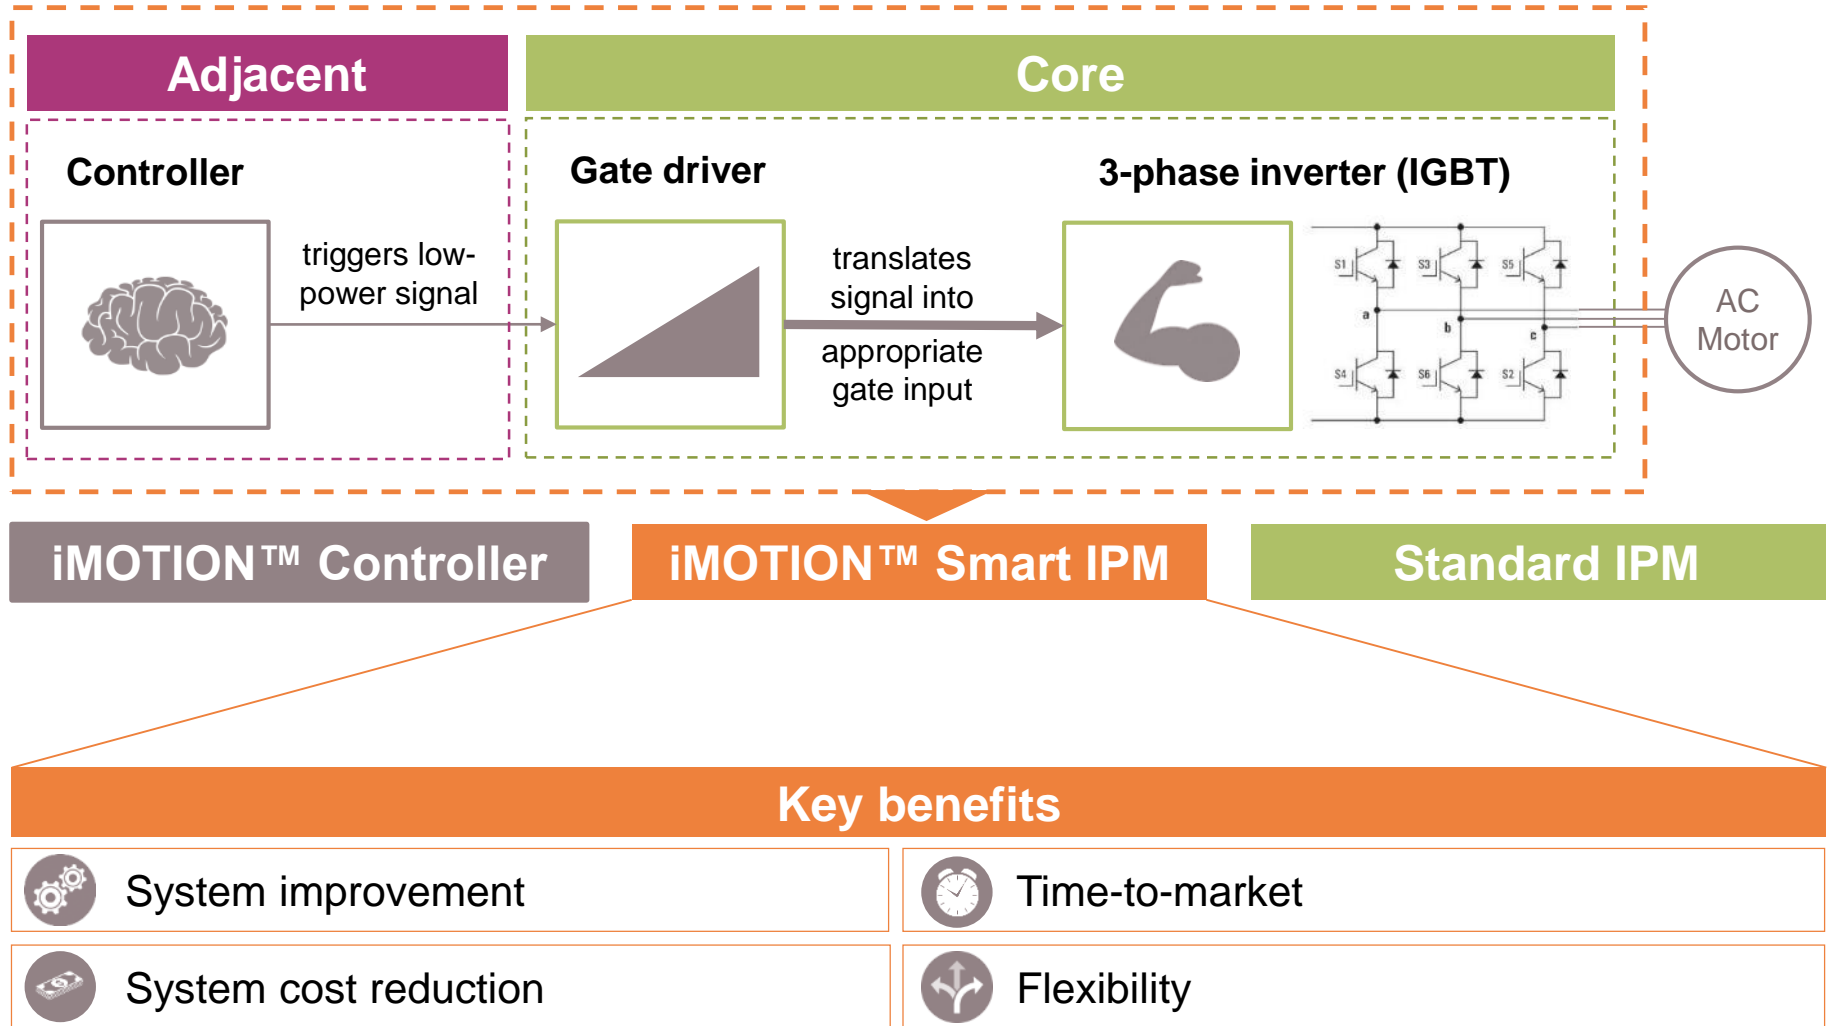 Adjacent
Core
Controller
Gate driver
3-phase inverter (IGBT)
triggers low-
power signal
translates
signal into
appropriate
gate input
S1
S3
S5
a
b
c
S4
S6
S2
AC
Motor
iMOTION™ Controller
iMOTION™ Smart IPM
Standard IPM
Key benefits
System improvement
Time-to-market
System cost reduction
Flexibility